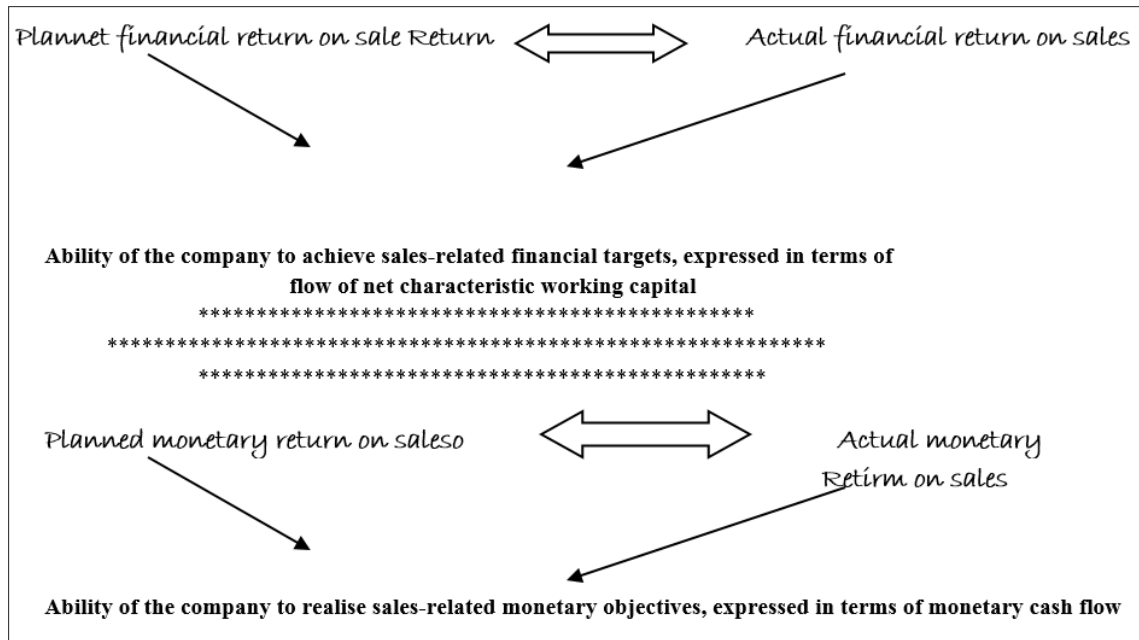 Plannet financial return on sale Return Actual financial return on sales
Ability of the company to achieve sales-related financial targets, expressed in terms of
flow of net characteristic working capital
************************************************
**************************************************************
*************************************************
Planned monetary return on saleso Actual monetary
Retirm on sales
Ability of the company to realise sales-related monetary objectives, expressed in terms of monetary cash flow